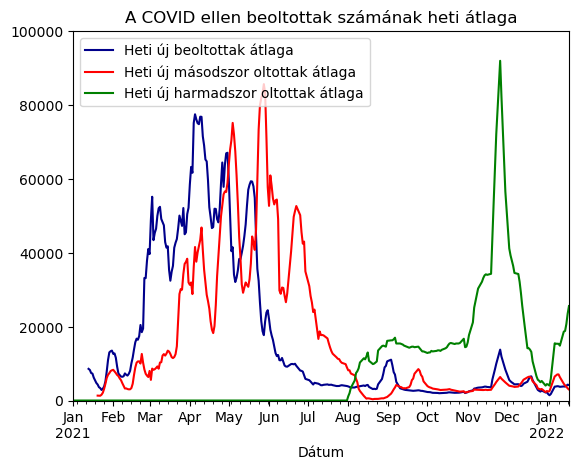 A COVID ellen beoltottak számának heti átlaga
100000
80000
60000
40000
20000
0
Heti új beoltottak átlaga
Heti új másodszor oltottak átlaga
Heti új harmadszor oltottak átlaga
Jan Feb Mar Apr May Jun Jul Aug Sep Oct Nov Dec Jan
2021 2022
Dátum